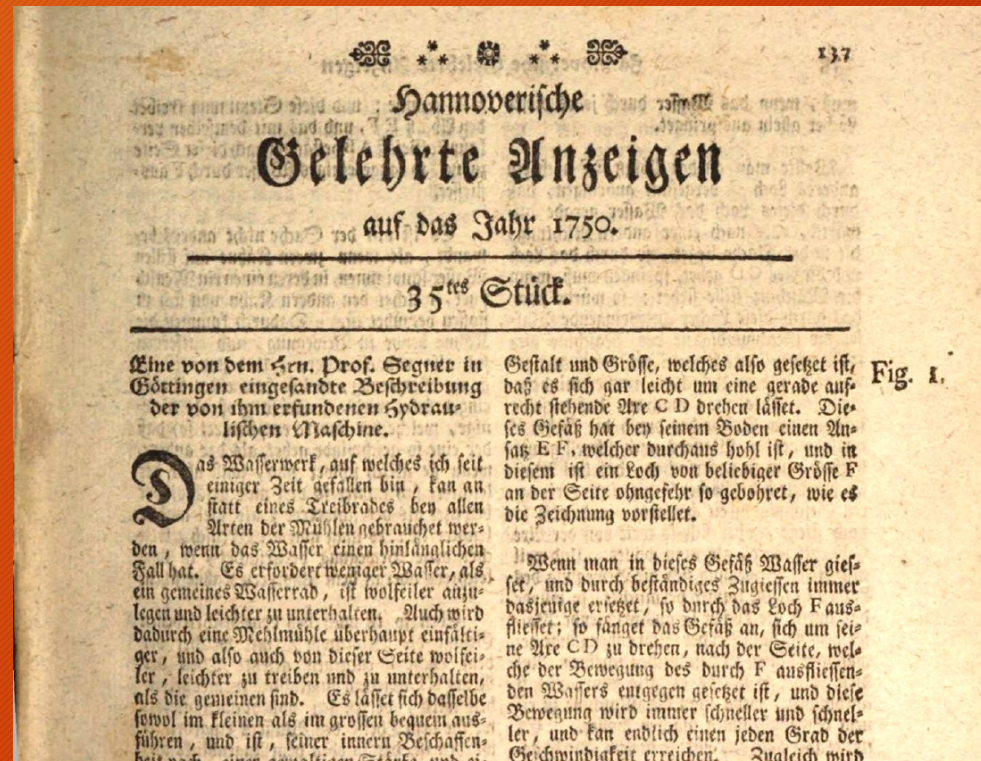 137
Hannoverische
Gelehrte Anzeigen
auf das Jahr 1750.
35tes Stück.
Eine von dem Hrn. Prof. Segner in
Göttingen eingesandte Beschreibung
der von ihm erfundenen Hydrau-
lischen Maschine.
Das Wasserwerk, auf welches ich seit
einiger Zeit gefallen bin, kan an
statt eines Treibrades bey allen
Arten der Mühlen gebrauchet wer-
den, wenn das Wasser einen hinlänglichen
Fall hat. Es erfordert weniger Wasser, als
ein gemeines Wasserrad, ist wolfeiler anzu-
legen und leichter zu unterhalten. Auch wird
dadurch eine Mehlmühle überhaupt einfälti-
ger, und also auch von dieser Seite wolfei-
ler, leichter zu treiben und zu unterhalten,
als die gemeinen sind. Es lässet sich dasselbe
sowol im kleinen als im grossen bequem aus-
führen, und ist, seiner innern Beschaffen-
heit nach, einer gewaltigen Stärke, und ei-
Gestalt und Grösse, welches also gesetzet ist,
daß es sich gar leicht um eine gerade auf-
recht stehende Axe C D drehen lässet. Die-
ses Gefäß hat bey seinem Boden einen An-
satz E F, welcher durchaus hohl ist, und in
diesem ist ein Loch von beliebiger Grösse F
an der Seite ohngefehr so gebohret, wie es
die Zeichnung vorstellet.
Wenn man in dieses Gefäß Wasser gies-
set, und durch beständiges Zugiessen immer
dasjenige ersetzet, so durch das Loch F aus-
fliesset; so fänget das Gefäß an, sich um sei-
ne Axe C D zu drehen, nach der Seite, wel-
che der Bewegung des durch F ausfliessen-
den Wassers entgegen gesetzet ist, und diese
Bewegung wird immer schneller und schnel-
ler, und kan endlich einen jeden Grad der
Geschwindigkeit erreichen. Zugleich wird
Fig. 1.